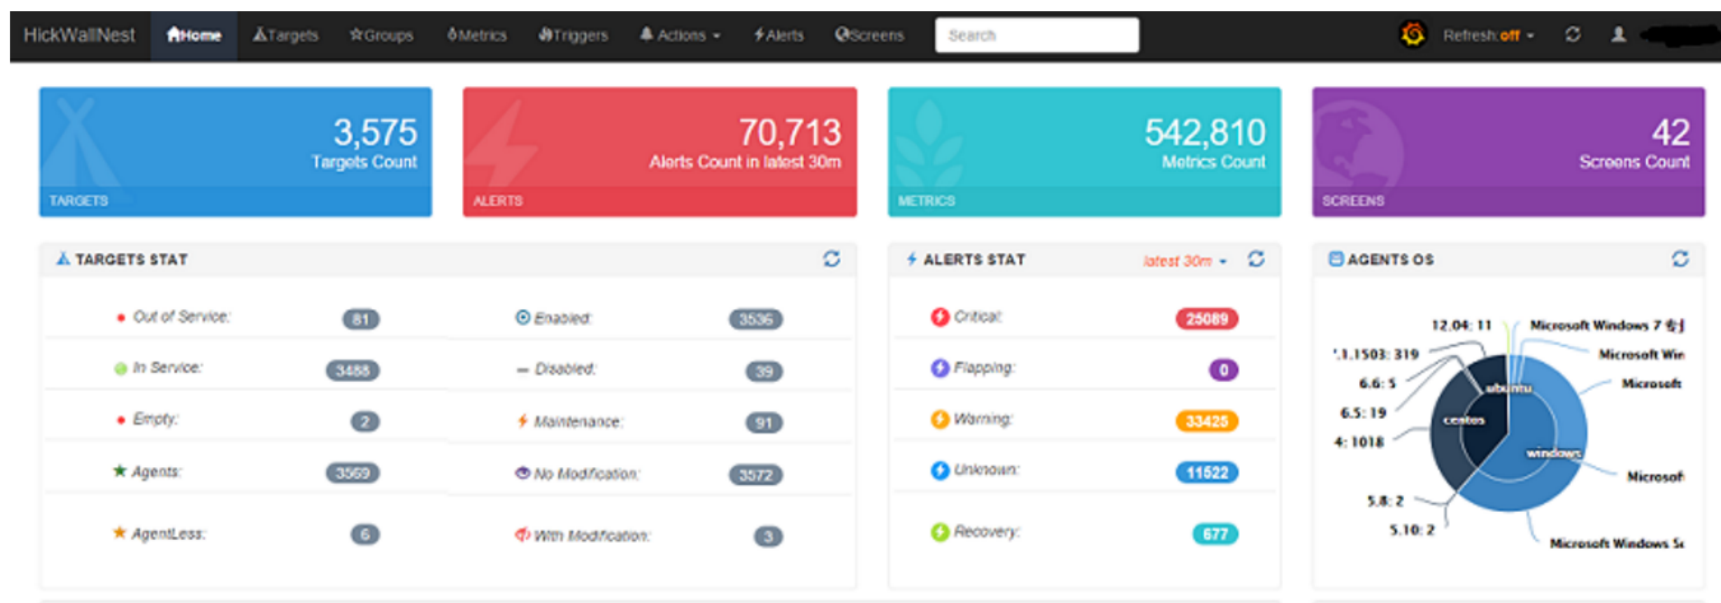 HickWallNest Home Targets Groups Metrics Triggers Actions Alerts Screens Search Refresh: off
3,575
Targets Count
TARGETS
70,713
Alerts Count in latest 30m
ALERTS
542,810
Metrics Count
METRICS
42
Screens Count
SCREENS
TARGETS STAT
Out of Service: 81 Enabled: 3536
In Service: 3488 Disabled: 39
Empty: 2 Maintenance: 91
Agents: 3569 No Modification: 3572
AgentLess: 6 With Modification: 3
ALERTS STAT latest 30m
Critical: 25089
Flapping: 0
Warning: 33425
Unknown: 11522
Recovery: 677
AGENTS OS
12.04: 11 Microsoft Windows 7
.1.1503: 319 Microsoft Win
6.6: 5 Microsoft
ubuntu
6.5: 19
centos
4: 1018
windows
Microsof
5.8: 2
5.10: 2
Microsoft Windows Se